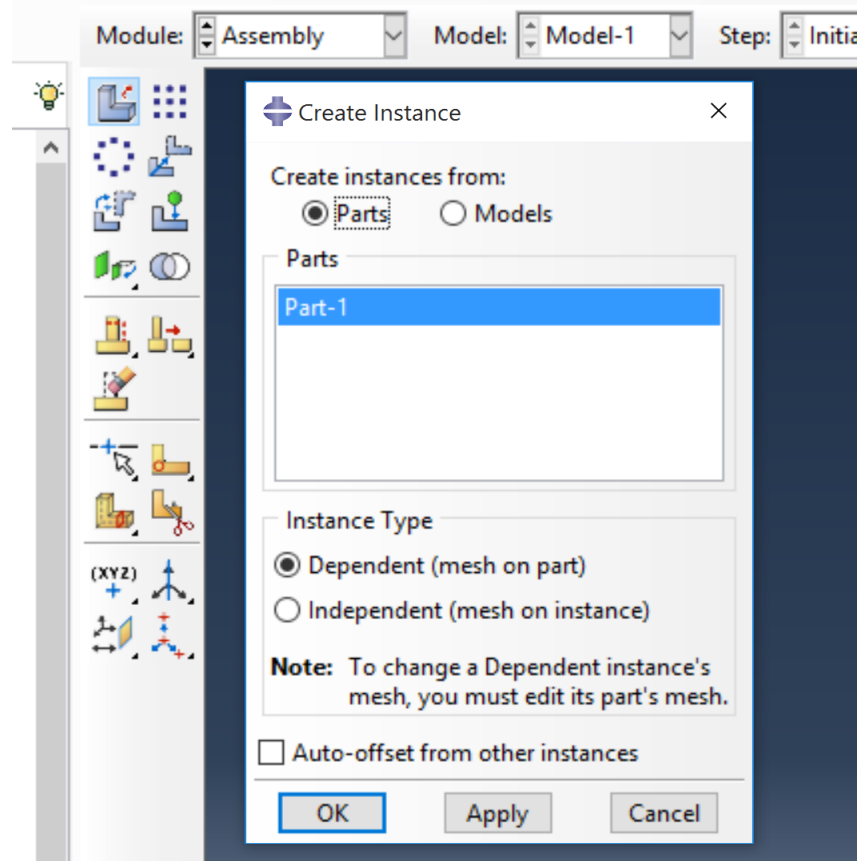 Module: Assembly Model: Model-1 Step: Initia
Create Instance
Create instances from:
Parts Models
Parts
Part-1
Instance Type
Dependent (mesh on part)
Independent (mesh on instance)
Note: To change a Dependent instance's
mesh, you must edit its part's mesh.
(XYZ)
Auto-offset from other instances
OK Apply Cancel